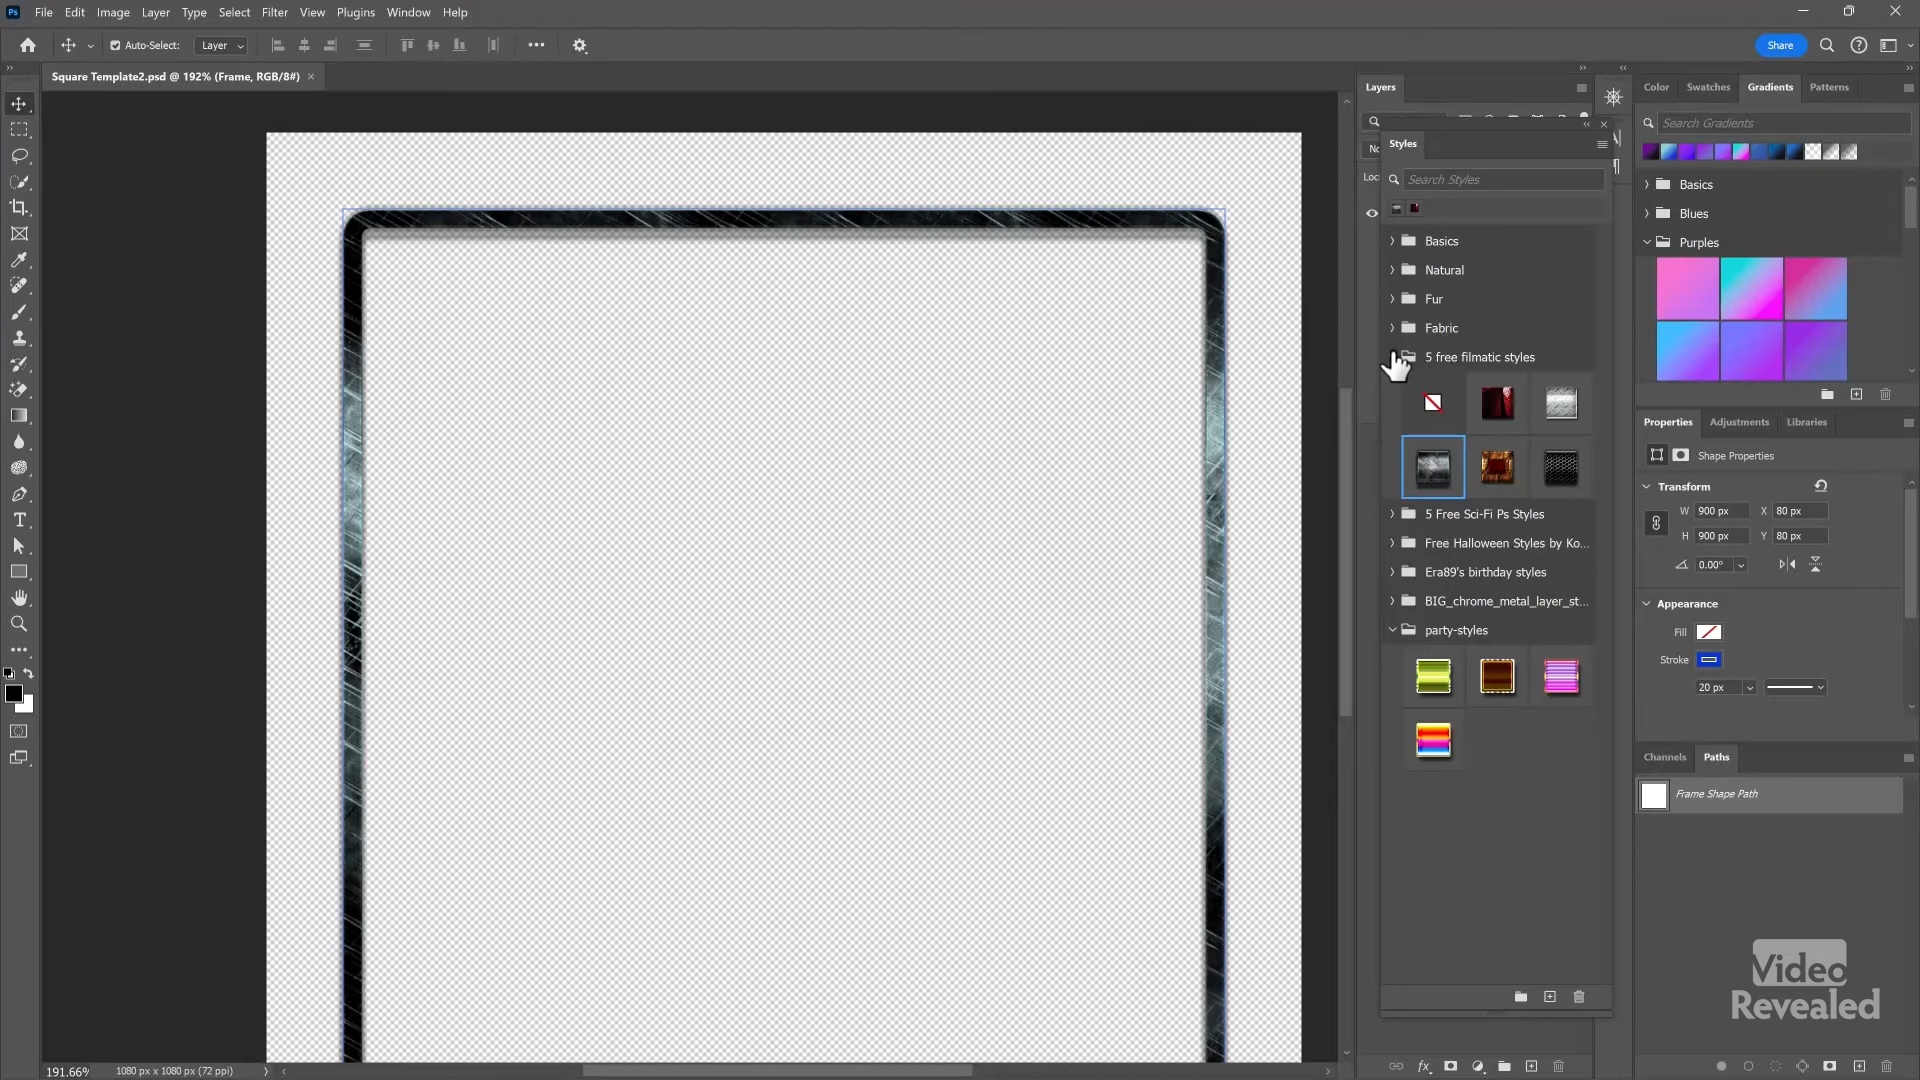 Ps File Edit Image Layer Type Select Filter View Plugins Window Help
Auto-Select: Layer Share
Square Template2.psd @ 192% (Frame, RGB/8#)
Layers
Styles
Search Styles
Basics
Natural
Fur
Fabric
5 free filmatic styles
5 Free Sci-Fi Ps Styles
Free Halloween Styles by Ko...
Era89's birthday styles
BIG_chrome_metal_layer_st...
party-styles
Color Swatches Gradients Patterns
Search Gradients
Basics
Blues
Purples
Properties Adjustments Libraries
Shape Properties
Transform
W 900 px X 80 px
H 900 px Y 80 px
0.00°
Appearance
Fill
Stroke
20 px
Channels Paths
Frame Shape Path
Video
Revealed
191.66% 1080 px x 1080 px (72 ppi)
fx